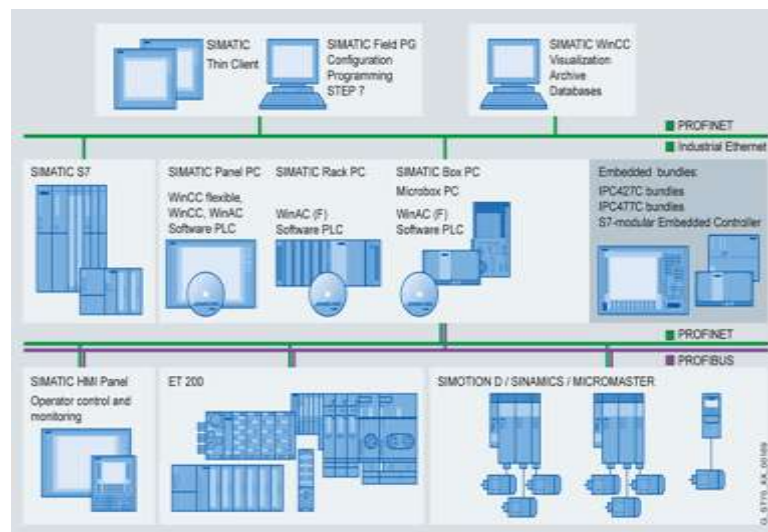 SIMATIC
Thin Client
SIMATIC Field PG
Configuration
Programming
STEP 7
SIMATIC WinCC
Visualization
Archive
Databases
PROFINET
Industrial Ethernet
SIMATIC S7
SIMATIC Panel PC
WinCC flexible,
WinCC, WinAC
Software PLC
SIMATIC Rack PC
WinAC (F)
Software PLC
SIMATIC Box PC
Microbox PC
WinAC (F)
Software PLC
Embedded bundles:
IPC427C bundles
IPC477C bundles
S7-modular Embedded Controller
PROFINET
PROFIBUS
SIMATIC HMI Panel
Operator control and
monitoring
ET 200
SIMOTION D / SINAMICS / MICROMASTER